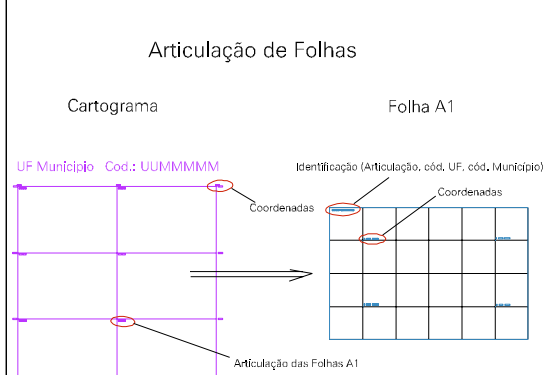 Articulação de Folhas
Cartograma
Folha A1
UF Municipio Cod.: UUMMMMM
Identificação (Articulação, cód. UF, cód. Município)
Coordenadas
Coordenadas
Articulação das Folhas A1